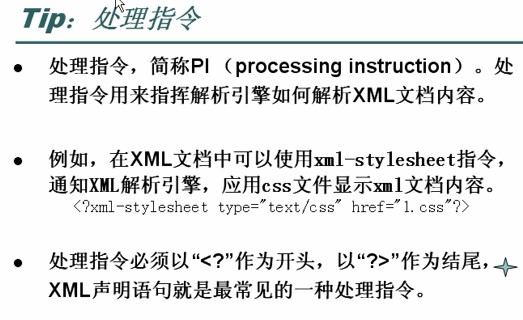 Tip：处理指令
● 处理指令，简称PI （processing instruction）。处
理指令用来指挥解析引擎如何解析XML文档内容。
● 例如，在XML文档中可以使用xml-stylesheet指令，
通知XML解析引擎，应用css文件显示xml文档内容。
<?xml-stylesheet type="text/css" href="1.css"?>
● 处理指令必须以“<?”作为开头，以“?>”作为结尾，
XML声明语句就是最常见的一种处理指令。